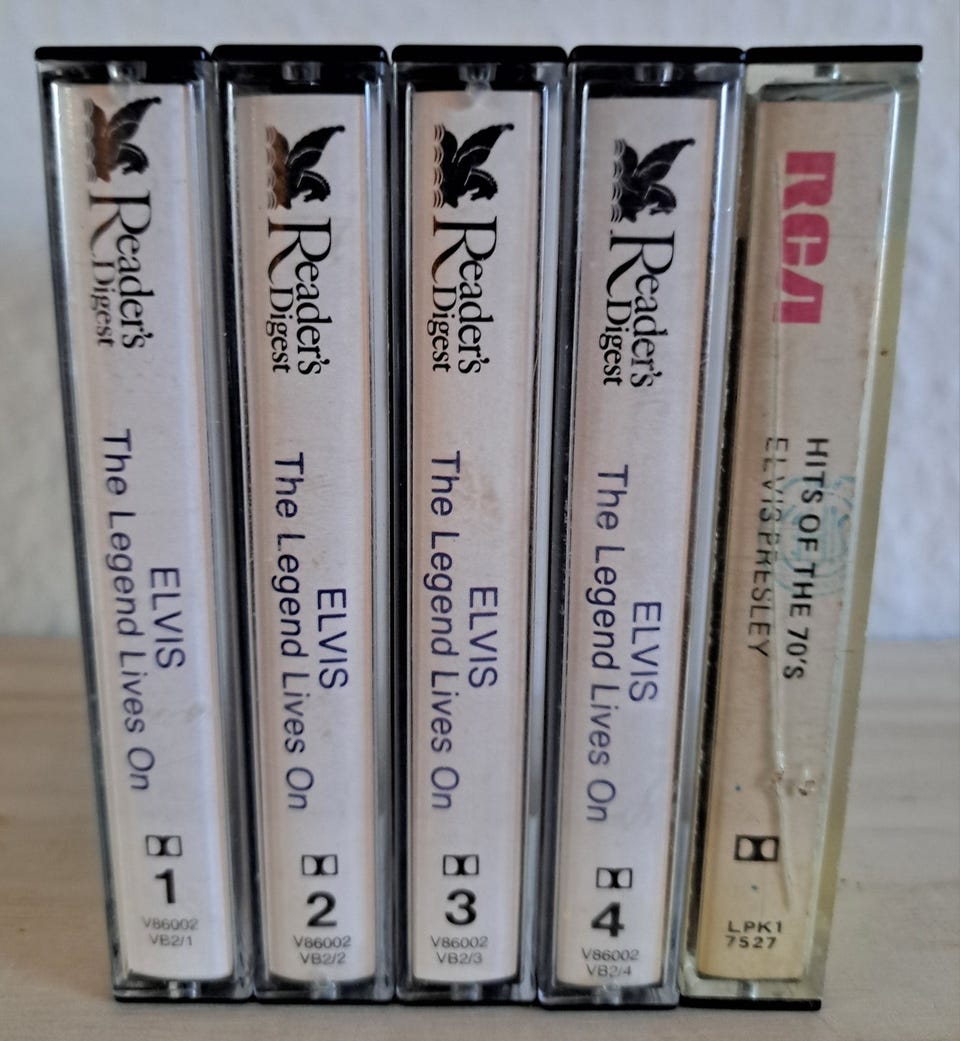 Reader's
Digest
ELVIS
The Legend Lives On
1
V86002
VB2/1
Reader's
Digest
ELVIS
The Legend Lives On
2
V86002
VB2/2
Reader's
Digest
ELVIS
The Legend Lives On
3
V86002
VB2/3
Reader's
Digest
ELVIS
The Legend Lives On
4
V86002
VB2/4
RCA
HITS OF THE 70'S
ELVIS PRESLEY
LPK1
7527